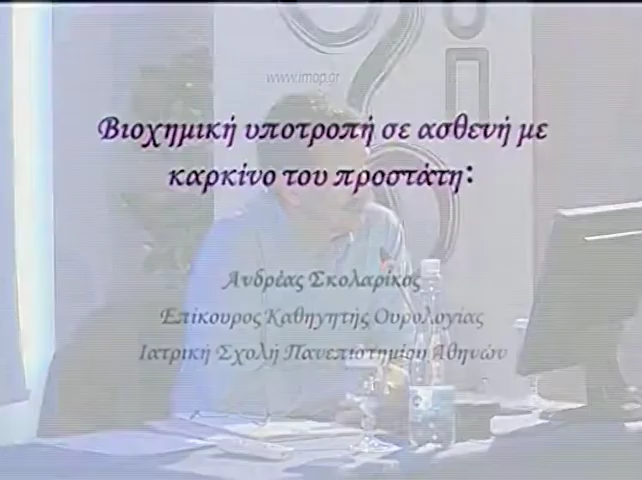 www.imop.gr
Βιοχημική υποτροπή σε ασθενή με
καρκίνο του προστάτη:
Ανδρέας Σκολαρίκος
Επίκουρος Καθηγητής Ουρολογίας
Ιατρική Σχολή Πανεπιστημίου Αθηνών